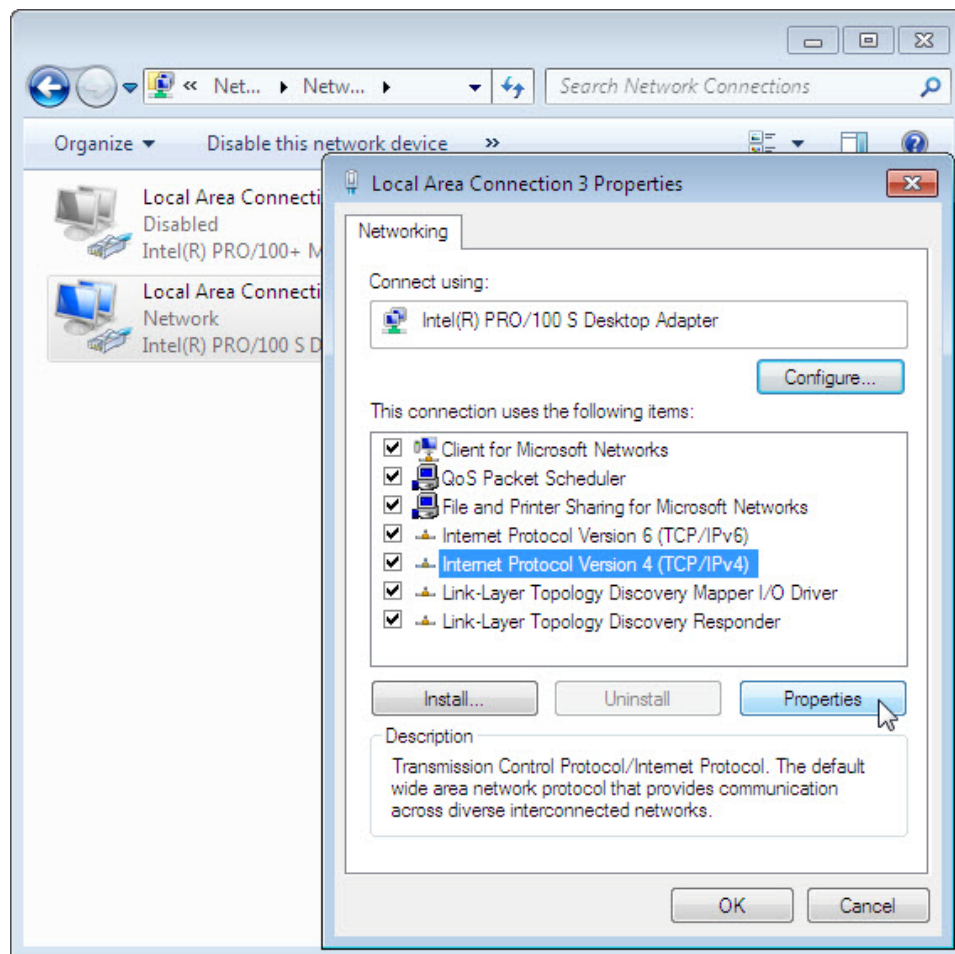 « Net... Netw...
Search Network Connections
Organize
Disable this network device
»
Local Area Connecti
Disabled
Intel(R) PRO/100+ M
Local Area Connecti
Network
Intel(R) PRO/100 S D
Local Area Connection 3 Properties
Networking
Connect using:
Intel(R) PRO/100 S Desktop Adapter
Configure...
This connection uses the following items:
Client for Microsoft Networks
QoS Packet Scheduler
File and Printer Sharing for Microsoft Networks
Internet Protocol Version 6 (TCP/IPv6)
Internet Protocol Version 4 (TCP/IPv4)
Link-Layer Topology Discovery Mapper I/O Driver
Link-Layer Topology Discovery Responder
Install...
Uninstall
Properties
Description
Transmission Control Protocol/Internet Protocol. The default
wide area network protocol that provides communication
across diverse interconnected networks.
OK
Cancel